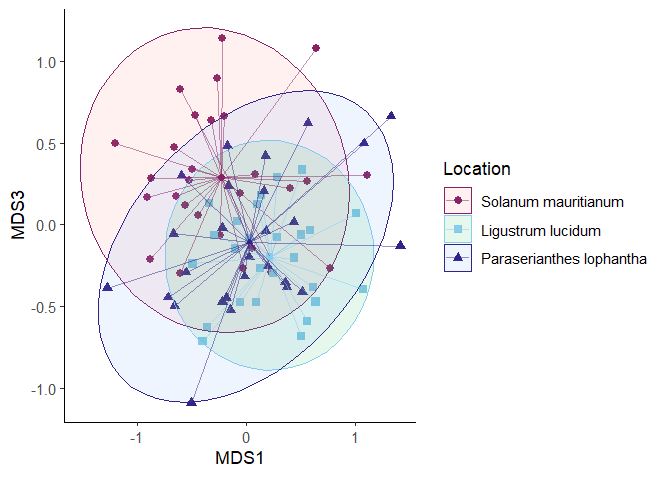 MDS3
1.0
0.5
0.0
-0.5
-1.0
-1
0
1
MDS1
Location
Solanum mauritianum
Ligustrum lucidum
Paraserianthes lophantha